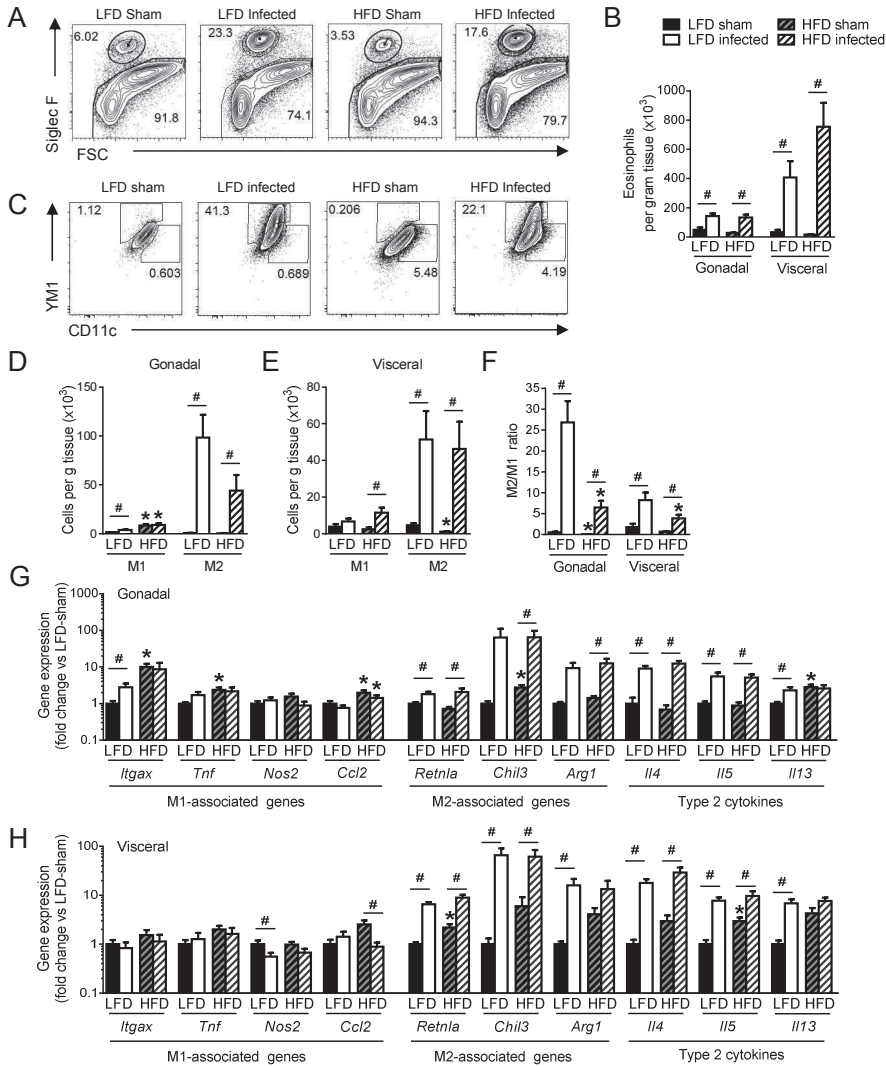 A
LFD Sham LFD Infected HFD Sham HFD Infected
6.02 23.3 3.53 17.6
91.8 74.1 94.3 79.7
Siglec F
FSC
B
LFD sham HFD sham
LFD infected HFD infected
Eosinophils
per gram tissue (x10³)
1000
800
600
400
200
0
# # # #
LFD HFD LFD HFD
Gonadal Visceral
C
LFD sham LFD infected HFD sham HFD Infected
1.12 41.3 0.206 22.1
0.603 0.689 5.48 4.19
YM1
CD11c
D
Gonadal
Cells per g tissue (x10³)
150
100
50
0
# * * # #
LFD HFD LFD HFD
M1 M2
E
Visceral
Cells per g tissue (x10³)
80
60
40
20
0
# # * #
LFD HFD LFD HFD
M1 M2
F
M2/M1 ratio
35
30
25
20
15
10
5
0
# * # * # *
LFD HFD LFD HFD
Gonadal Visceral
G
Gonadal
Gene expression
(fold change vs LFD-sham)
1000
100
10
1
0.1
# * * * * # # * # # # # # # # *
LFD HFD LFD HFD LFD HFD LFD HFD LFD HFD LFD HFD LFD HFD LFD HFD LFD HFD LFD HFD
Itgax Tnf Nos2 Ccl2 Retnla Chil3 Arg1 Il4 Il5 Il13
M1-associated genes M2-associated genes Type 2 cytokines
H
Visceral
Gene expression
(fold change vs LFD-sham)
100
10
1
0.1
# # # * # # # # # # # * # #
LFD HFD LFD HFD LFD HFD LFD HFD LFD HFD LFD HFD LFD HFD LFD HFD LFD HFD LFD HFD
Itgax Tnf Nos2 Ccl2 Retnla Chil3 Arg1 Il4 Il5 Il13
M1-associated genes M2-associated genes Type 2 cytokines